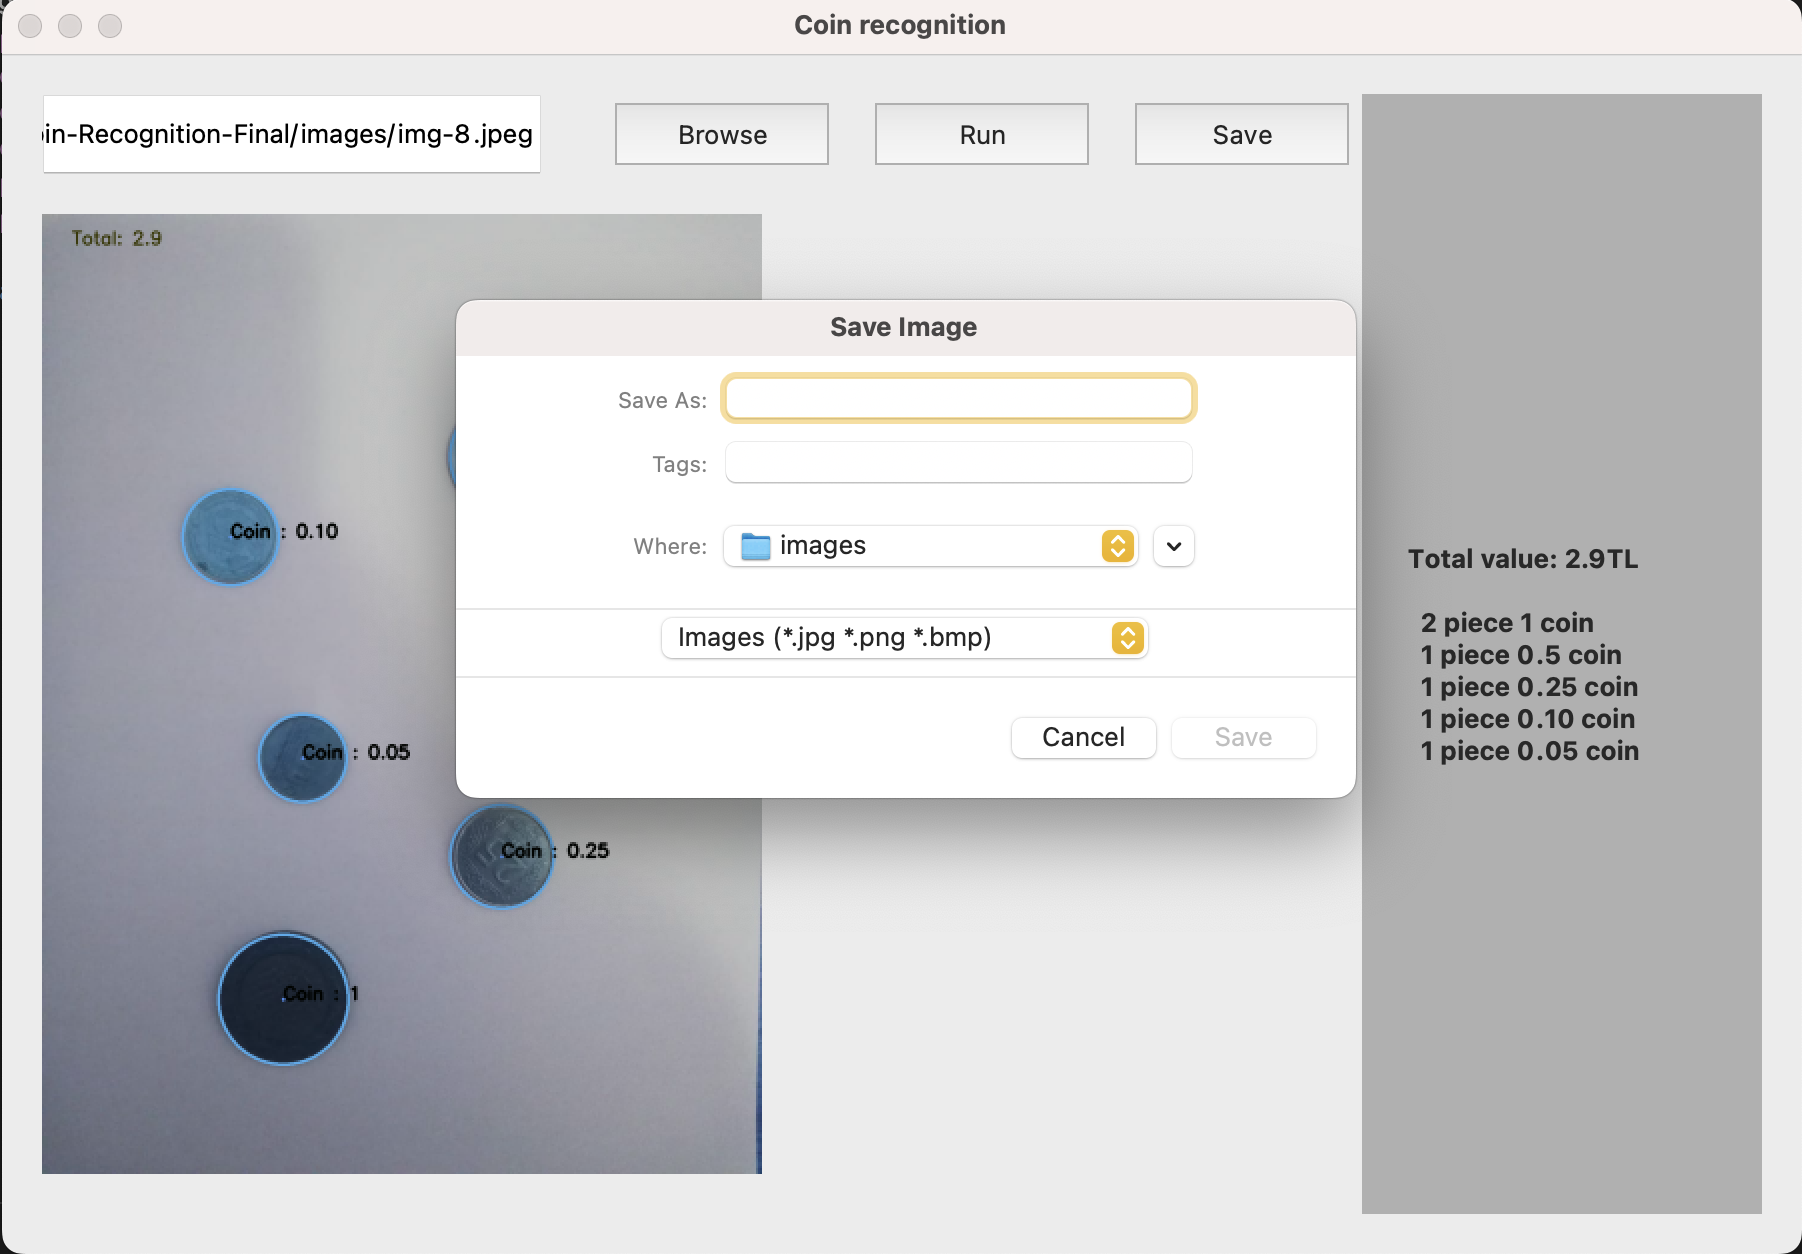 Coin recognition
in-Recognition-Final/images/img-8.jpeg
Browse
Run
Save
Total: 2.9
Coin : 0.10
Coin : 0.05
Coin : 0.25
Coin : 1
Save Image
Save As:
Tags:
Where: images
Images (*.jpg *.png *.bmp)
Cancel
Save
Total value: 2.9TL
2 piece 1 coin
1 piece 0.5 coin
1 piece 0.25 coin
1 piece 0.10 coin
1 piece 0.05 coin